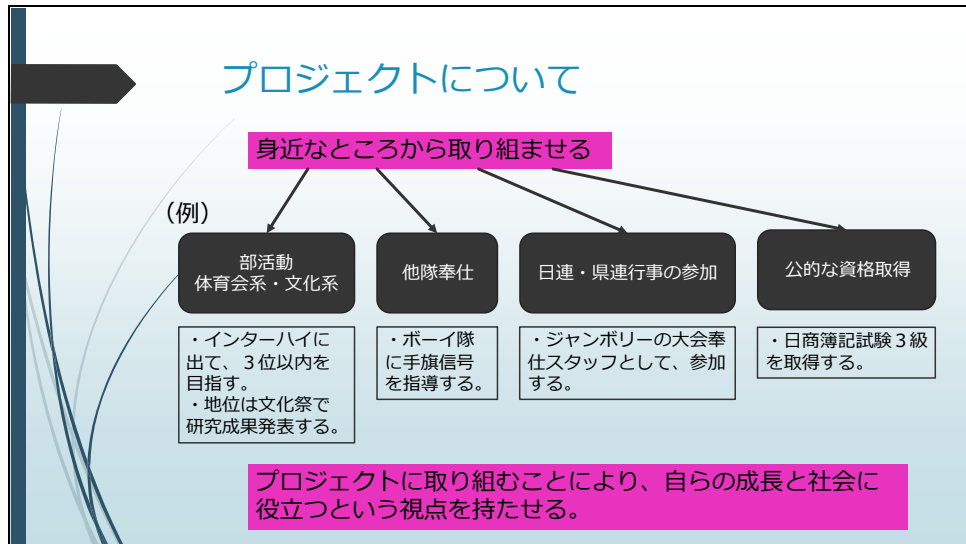 プロジェクトについて
身近なところから取り組ませる
（例）
部活動
体育会系・文化系
他隊奉仕
日連・県連行事の参加
公的な資格取得
・インターハイに
出て、３位以内を
目指す。
・地位は文化祭で
研究成果発表する。
・ボーイ隊
に手旗信号
を指導する。
・ジャンボリーの大会奉
仕スタッフとして、参加
する。
・日商簿記試験３級
を取得する。
プロジェクトに取り組むことにより、自らの成長と社会に
役立つという視点を持たせる。